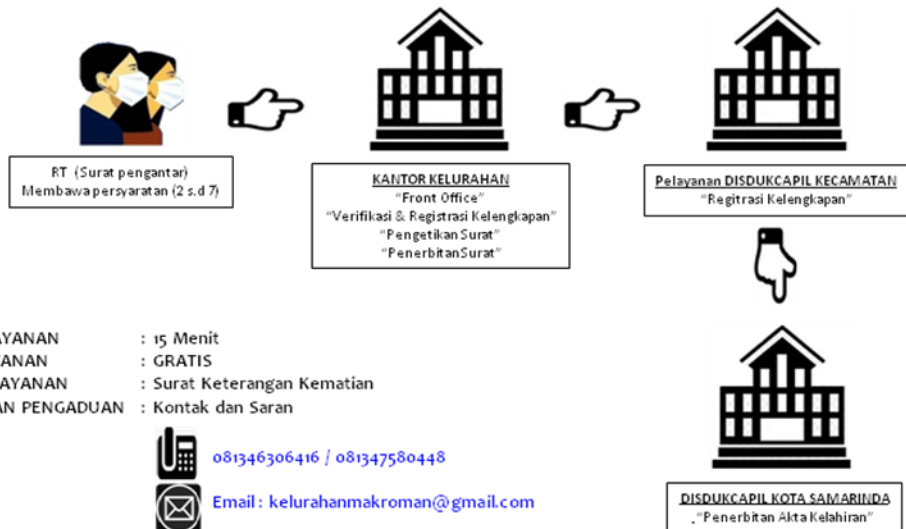 RT (Surat pengantar)
Membawa persyaratan (2 s.d 7)
KANTOR KELURAHAN
"Front Office"
"Verifikasi & Registrasi Kelengkapan"
"Pengetikan Surat"
"Penerbitan Surat"
Pelayanan DISDUKCAPIL KECAMATAN
"Regitrasi Kelengkapan"
AYANAN : 15 Menit
ANAN : GRATIS
AYANAN : Surat Keterangan Kematian
AN PENGADUAN : Kontak dan Saran
081346306416 / 081347580448
Email : kelurahanmakroman@gmail.com
DISDUKCAPIL KOTA SAMARINDA
."Penerbitan Akta Kelahiran"